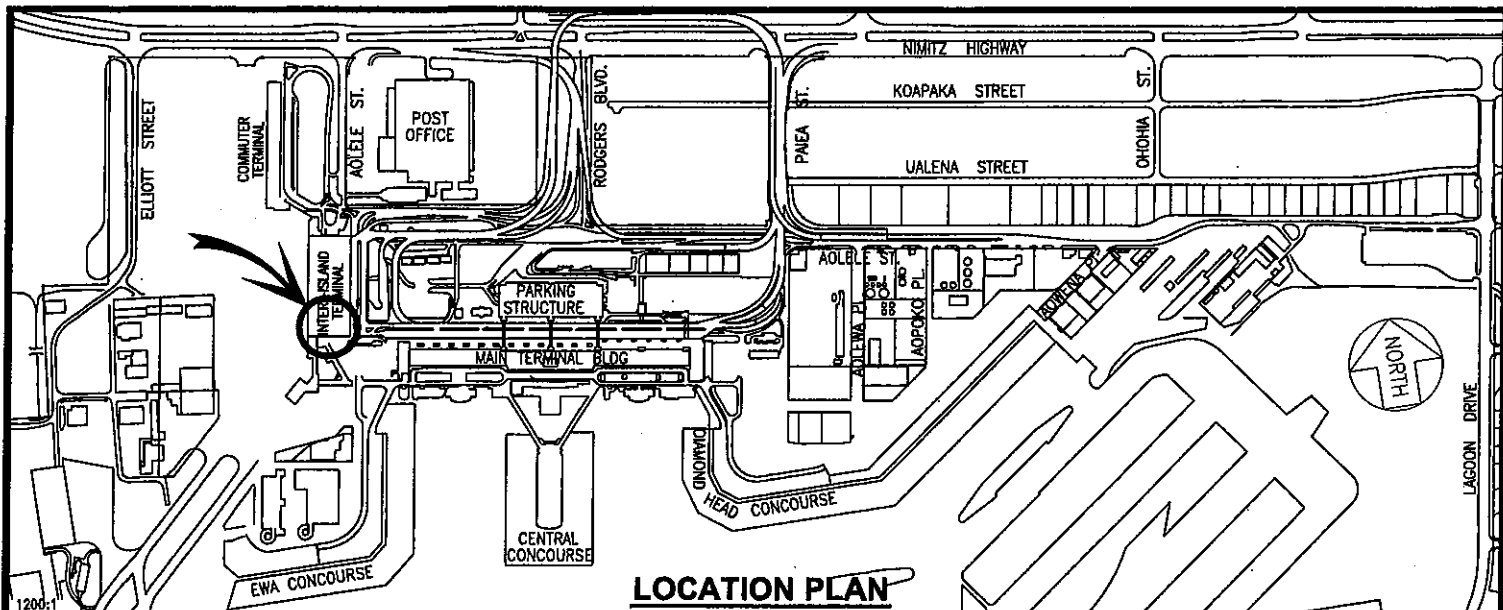 NIMITZ HIGHWAY
KOAPAKA STREET
UALENA STREET
ELLIOTT STREET
COMMUTER
TERMINAL
AOLELE ST.
POST
OFFICE
RODGERS BLVD.
PAIEA ST.
OHOHIA ST.
INTER-ISLAND
TERMINAL
PARKING
STRUCTURE
MAIN TERMINAL BLDG
AOLELE ST.
AOLEWA PL.
AOPOKO PL.
AOWENA PL.
NORTH
LAGOON DRIVE
DIAMOND
HEAD CONCOURSE
CENTRAL
CONCOURSE
EWA CONCOURSE
LOCATION PLAN
1200:1